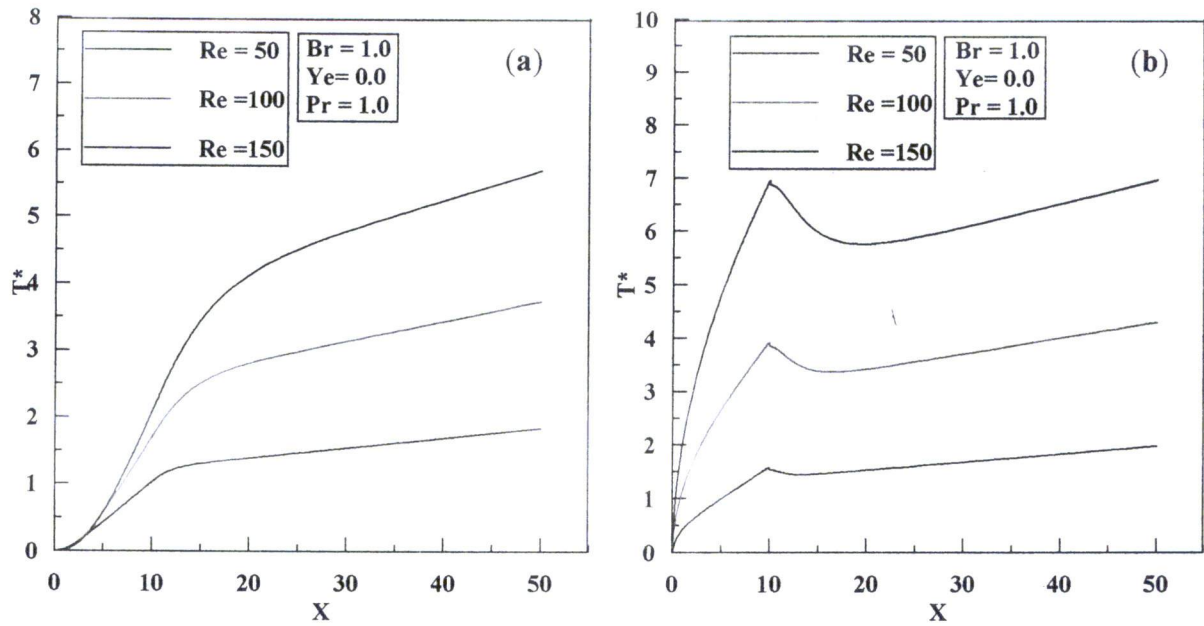 8
7
6
5
4
3
2
1
0
T*
Re = 50
Re =100
Re =150
Br = 1.0
Ye= 0.0
Pr = 1.0
(a)
0 10 20 30 40 50
X
10
9
8
7
6
5
4
3
2
1
0
T*
Re = 50
Re =100
Re =150
Br = 1.0
Ye= 0.0
Pr = 1.0
(b)
0 10 20 30 40 50
X